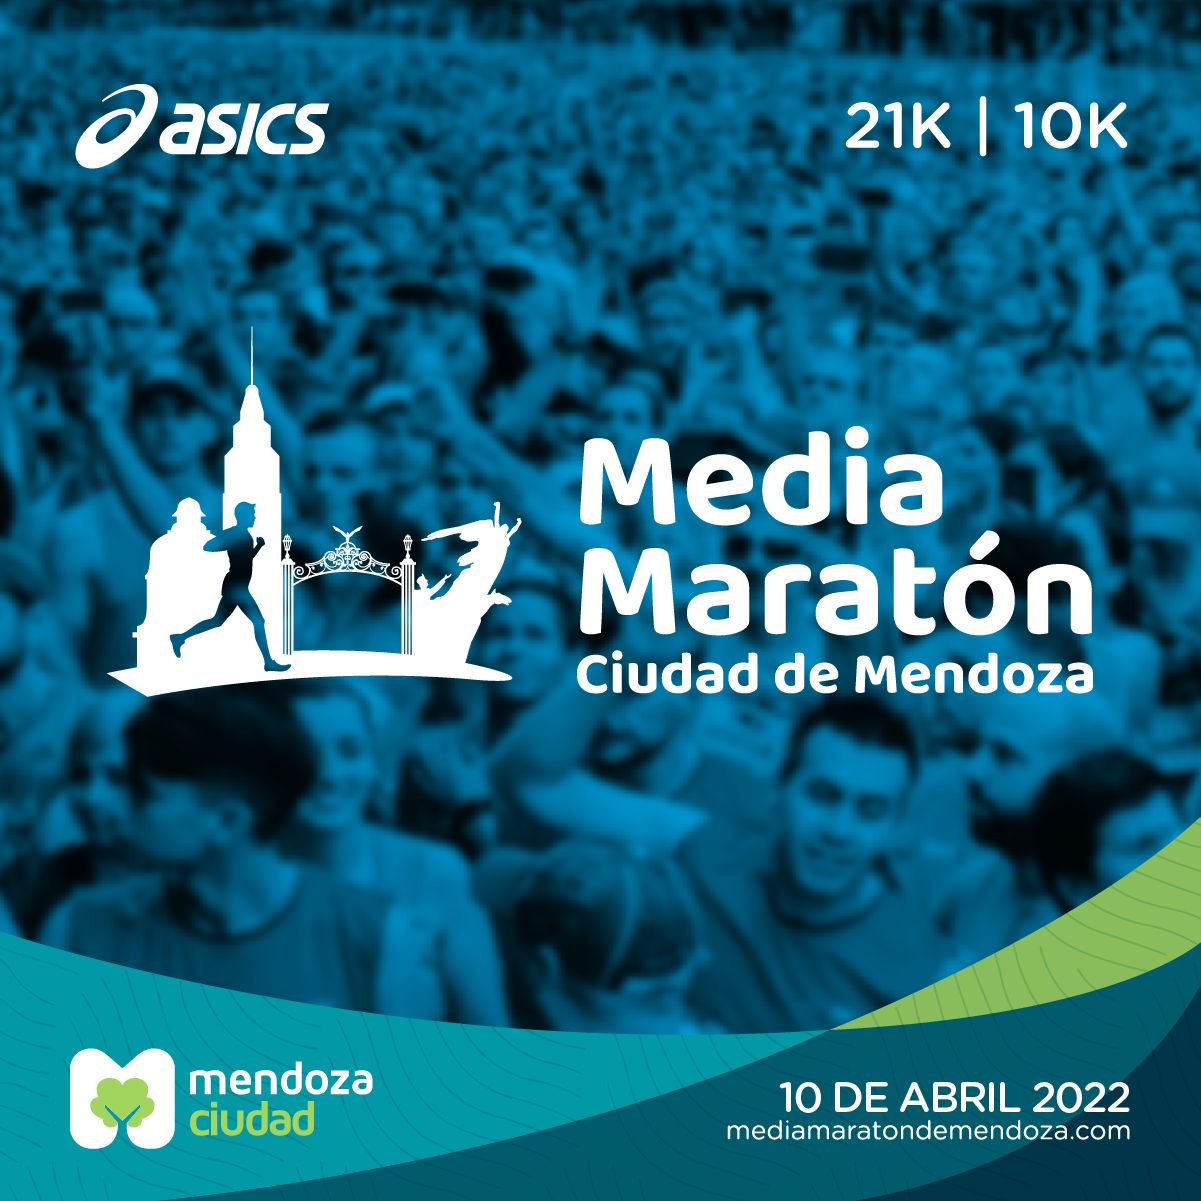 asics
21K | 10K
Media
Maratón
Ciudad de Mendoza
mendoza
ciudad
10 DE ABRIL 2022
mediamaratondemendoza.com